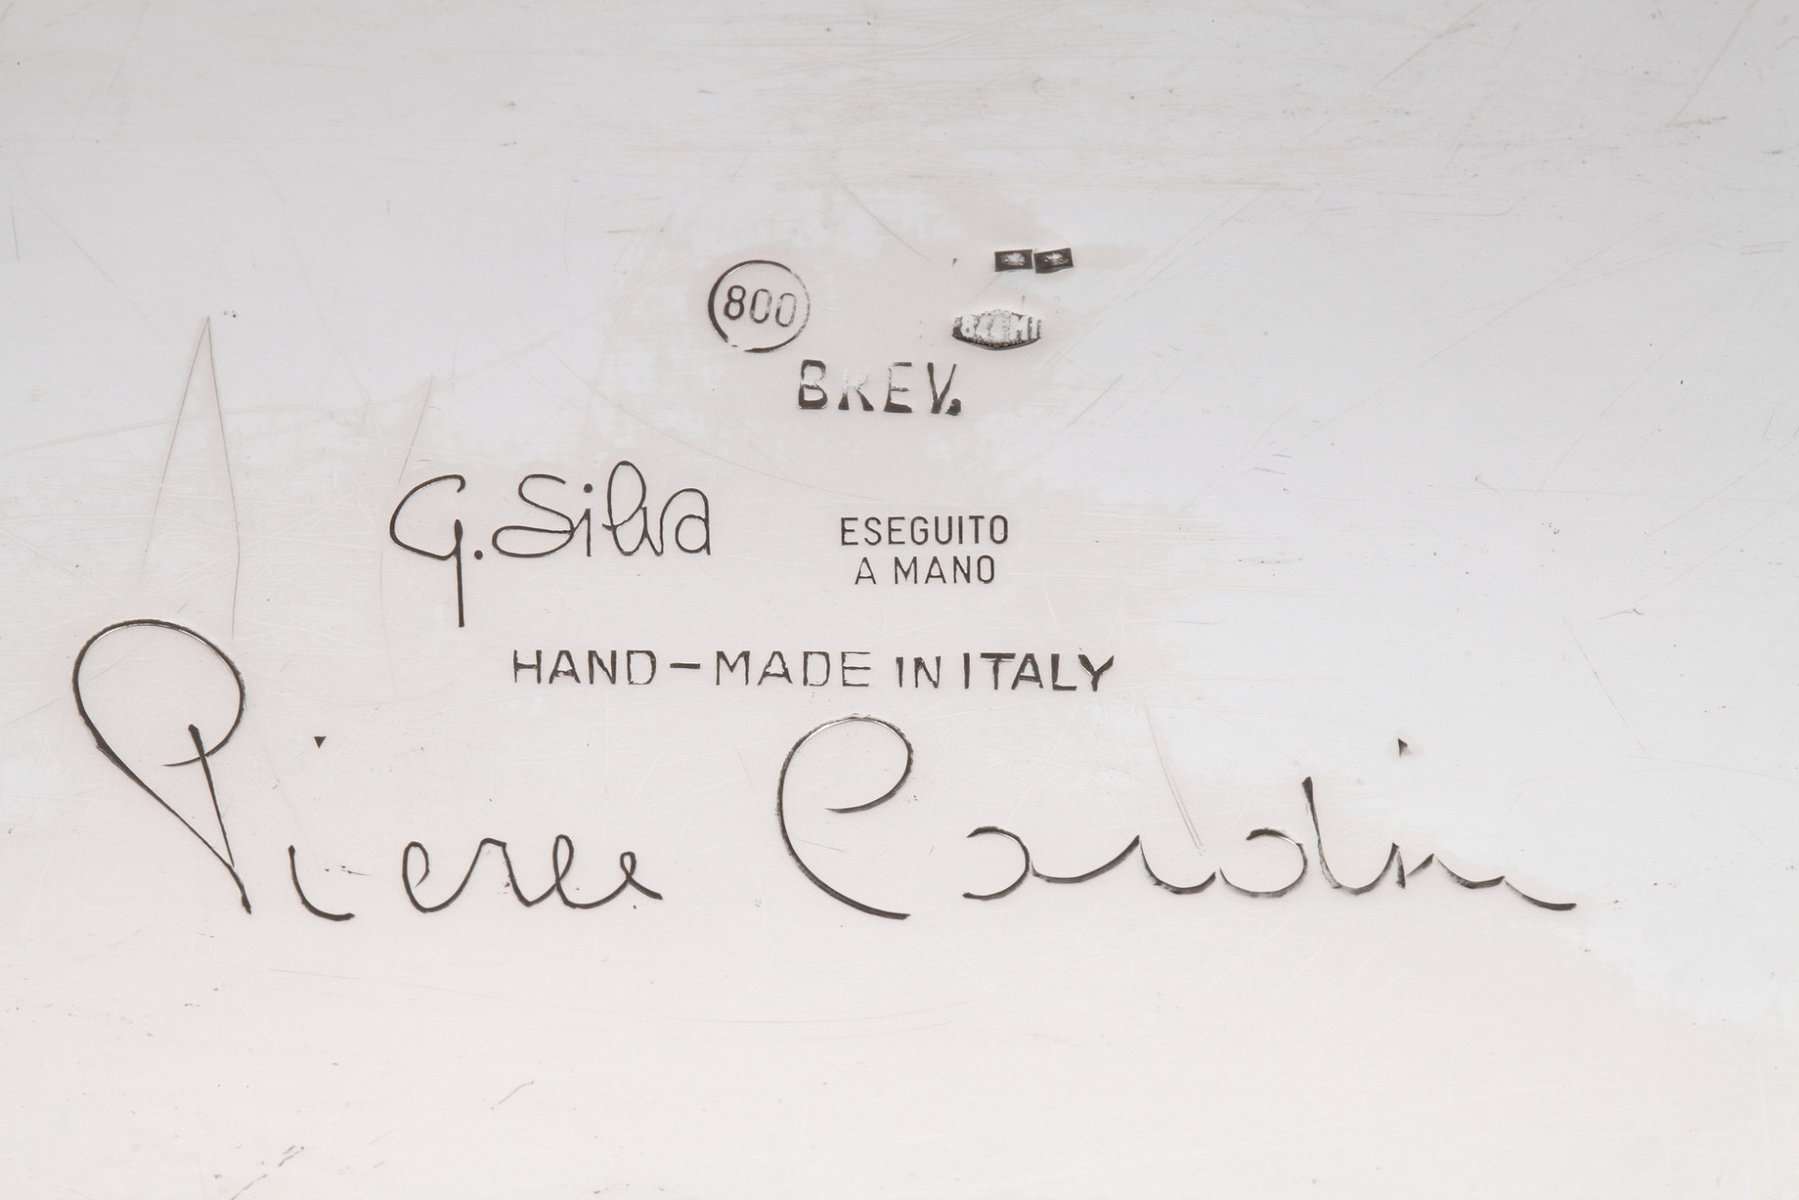 800
BREV.
G. Silva
ESEGUITO
A MANO
HAND-MADE IN ITALY
Pierre Cardin